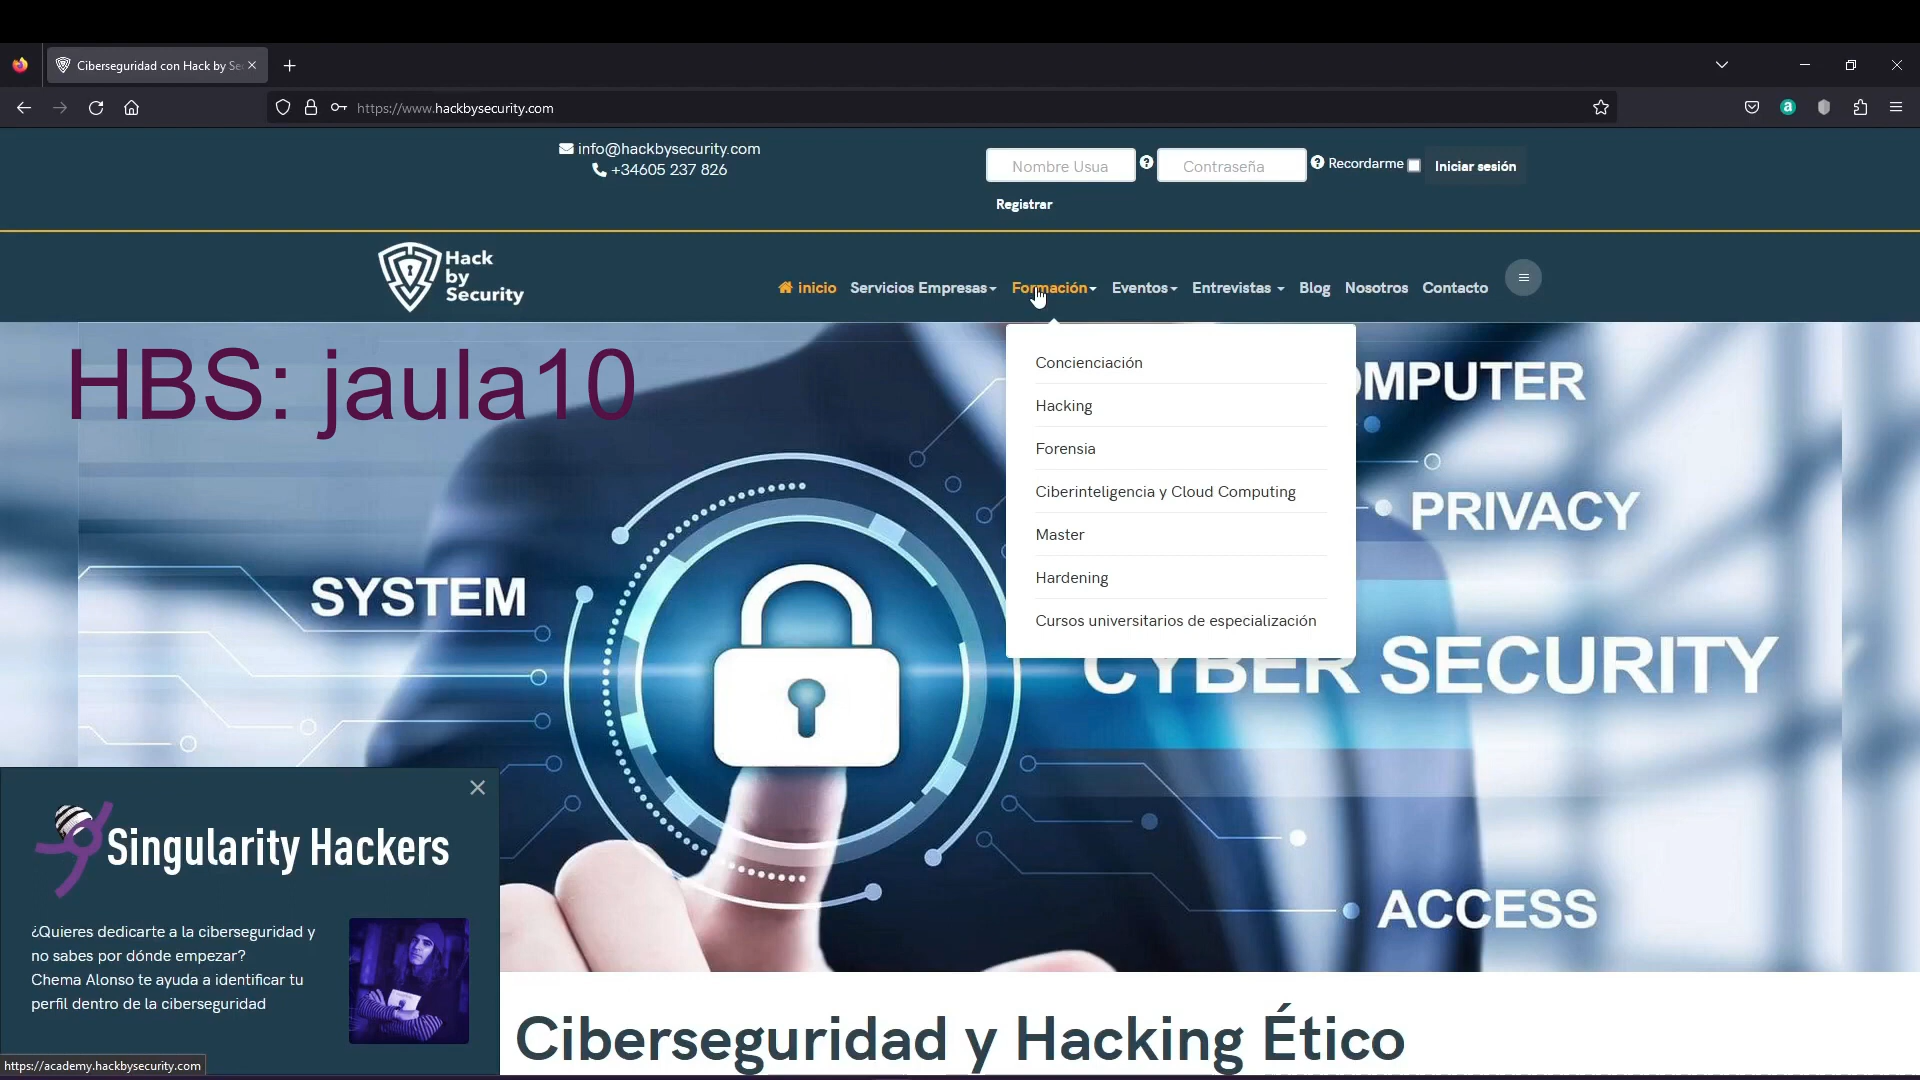 Ciberseguridad con Hack by Se
https://www.hackbysecurity.com
info@hackbysecurity.com
+34605 237 826
Nombre Usua
Contraseña
Recordarme
Iniciar sesión
Registrar
Hack
by
Security
inicio
Servicios Empresas
Formación
Eventos
Entrevistas
Blog
Nosotros
Contacto
HBS: jaula10
Concienciación
Hacking
Forensia
Ciberinteligencia y Cloud Computing
Master
Hardening
Cursos universitarios de especialización
OMPUTER
PRIVACY
SYSTEM
CYBER SECURITY
ACCESS
Singularity Hackers
¿Quieres dedicarte a la ciberseguridad y
no sabes por dónde empezar?
Chema Alonso te ayuda a identificar tu
perfil dentro de la ciberseguridad
Ciberseguridad y Hacking Ético
https://academy.hackbysecurity.com